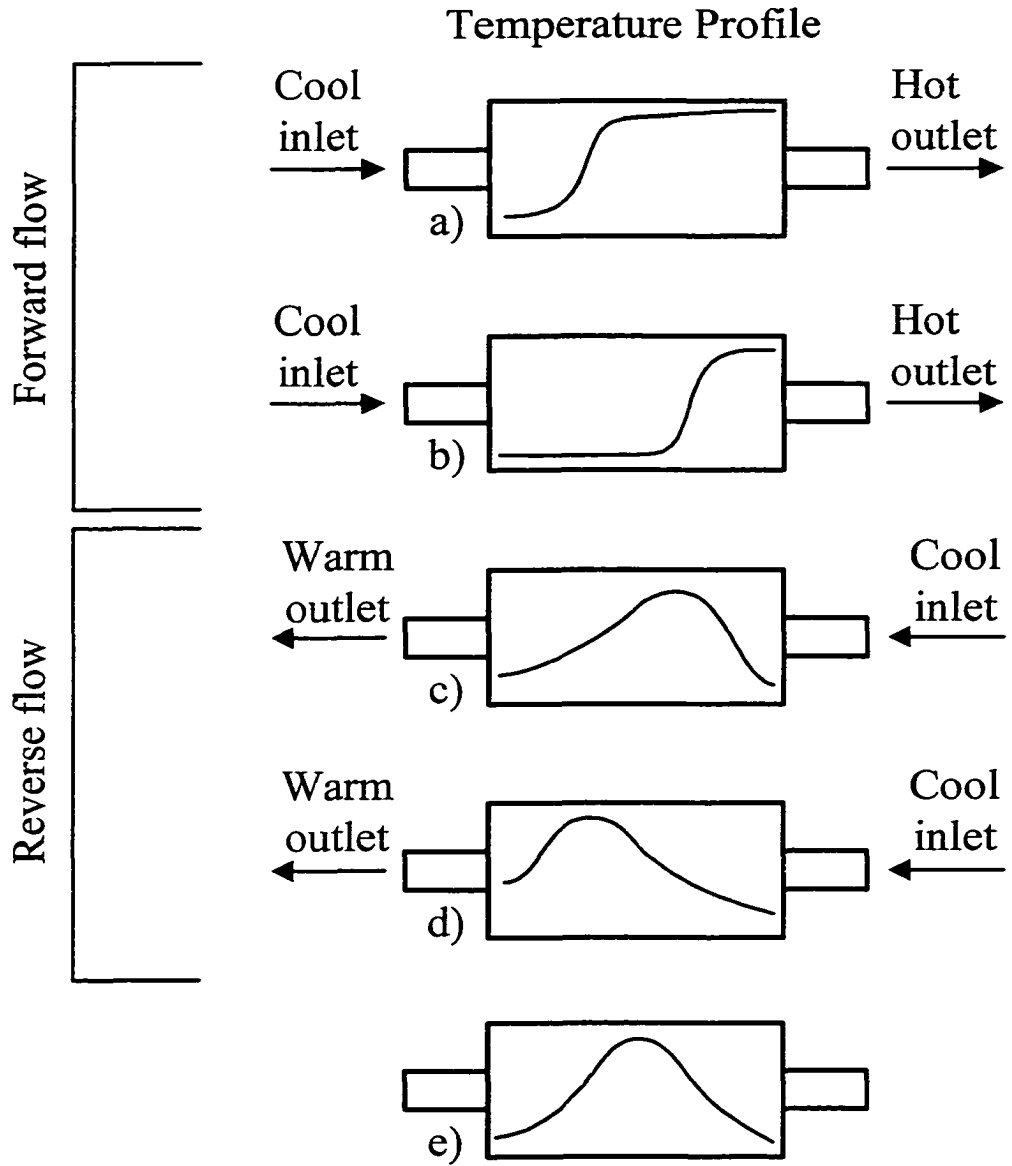 Temperature Profile
Forward flow
Cool
inlet
Hot
outlet
a)
Cool
inlet
Hot
outlet
b)
Reverse flow
Warm
outlet
Cool
inlet
c)
Warm
outlet
Cool
inlet
d)
e)